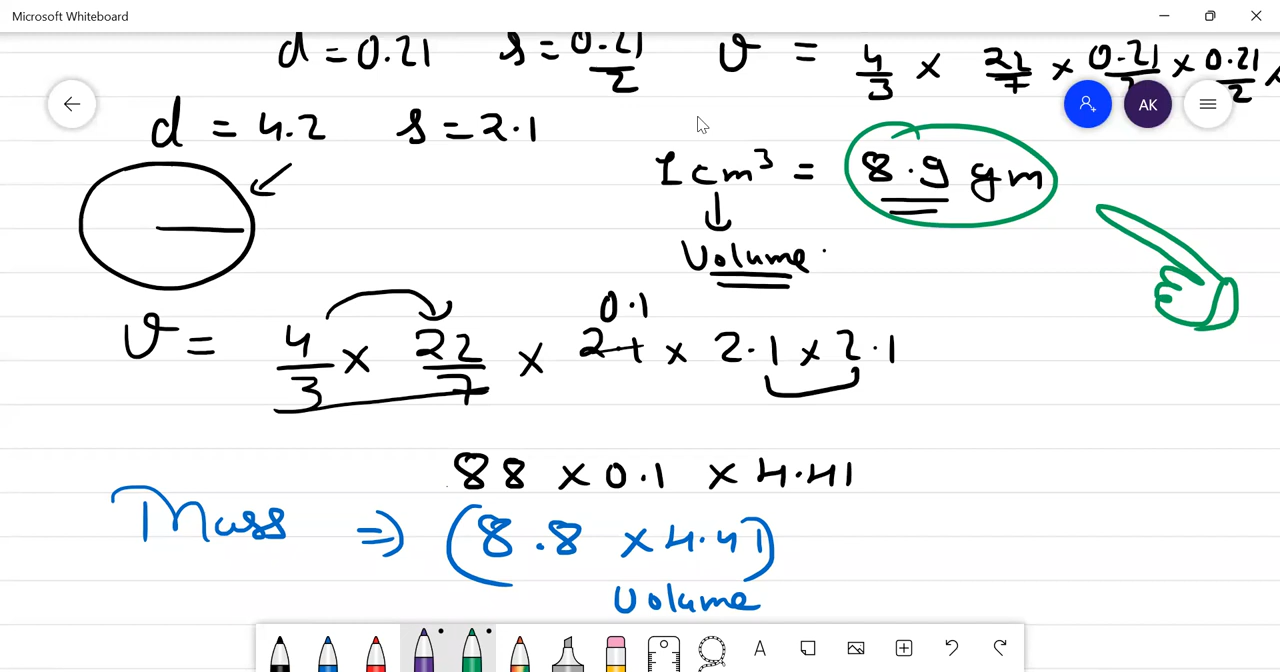 Microsoft Whiteboard
d = 0.21 r = 0.21/2 v = 4/3 × 22/7 × 0.21/2 × 0.21/2 ×
AK
d = 4.2 r = 2.1
1 cm³ = 8.9 gm
Volume
0.1
v = 4/3 × 22/7 × 2.1 × 2.1 × 2.1
88 × 0.1 × 4.41
Mass ⇒ (8.8 × 4.41)
Volume
A